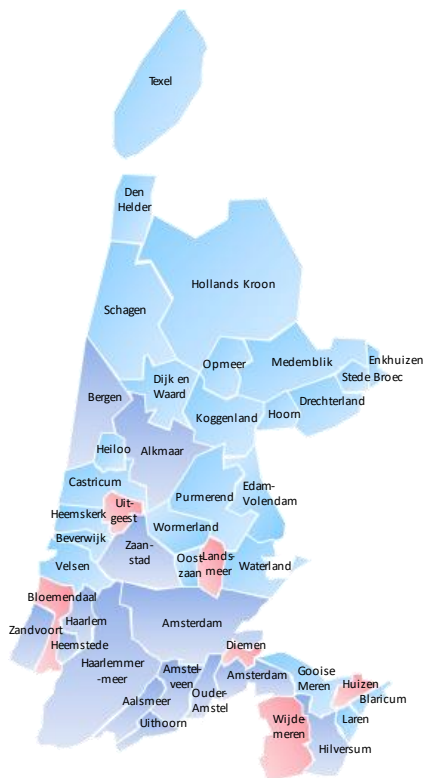 Texel
Den
Helder
Hollands Kroon
Schagen
Opmeer
Medemblik
Enkhuizen
Stede Broec
Dijk en
Waard
Bergen
Drechterland
Koggenland
Hoorn
Heiloo
Alkmaar
Castricum
Purmerend
Edam-
Volendam
Uit-
geest
Heemskerk
Wormerland
Beverwijk
Zaan-
stad
Oost
zaan
Lands-
meer
Waterland
Velsen
Bloemendaal
Zandvoort
Haarlem
Heemstede
Amsterdam
Diemen
Haarlemmer
-meer
Amstel-
veen
Amsterdam
Gooise
Meren
Huizen
Blaricum
Aalsmeer
Ouder-
Amstel
Uithoorn
Wijde
meren
Laren
Hilversum